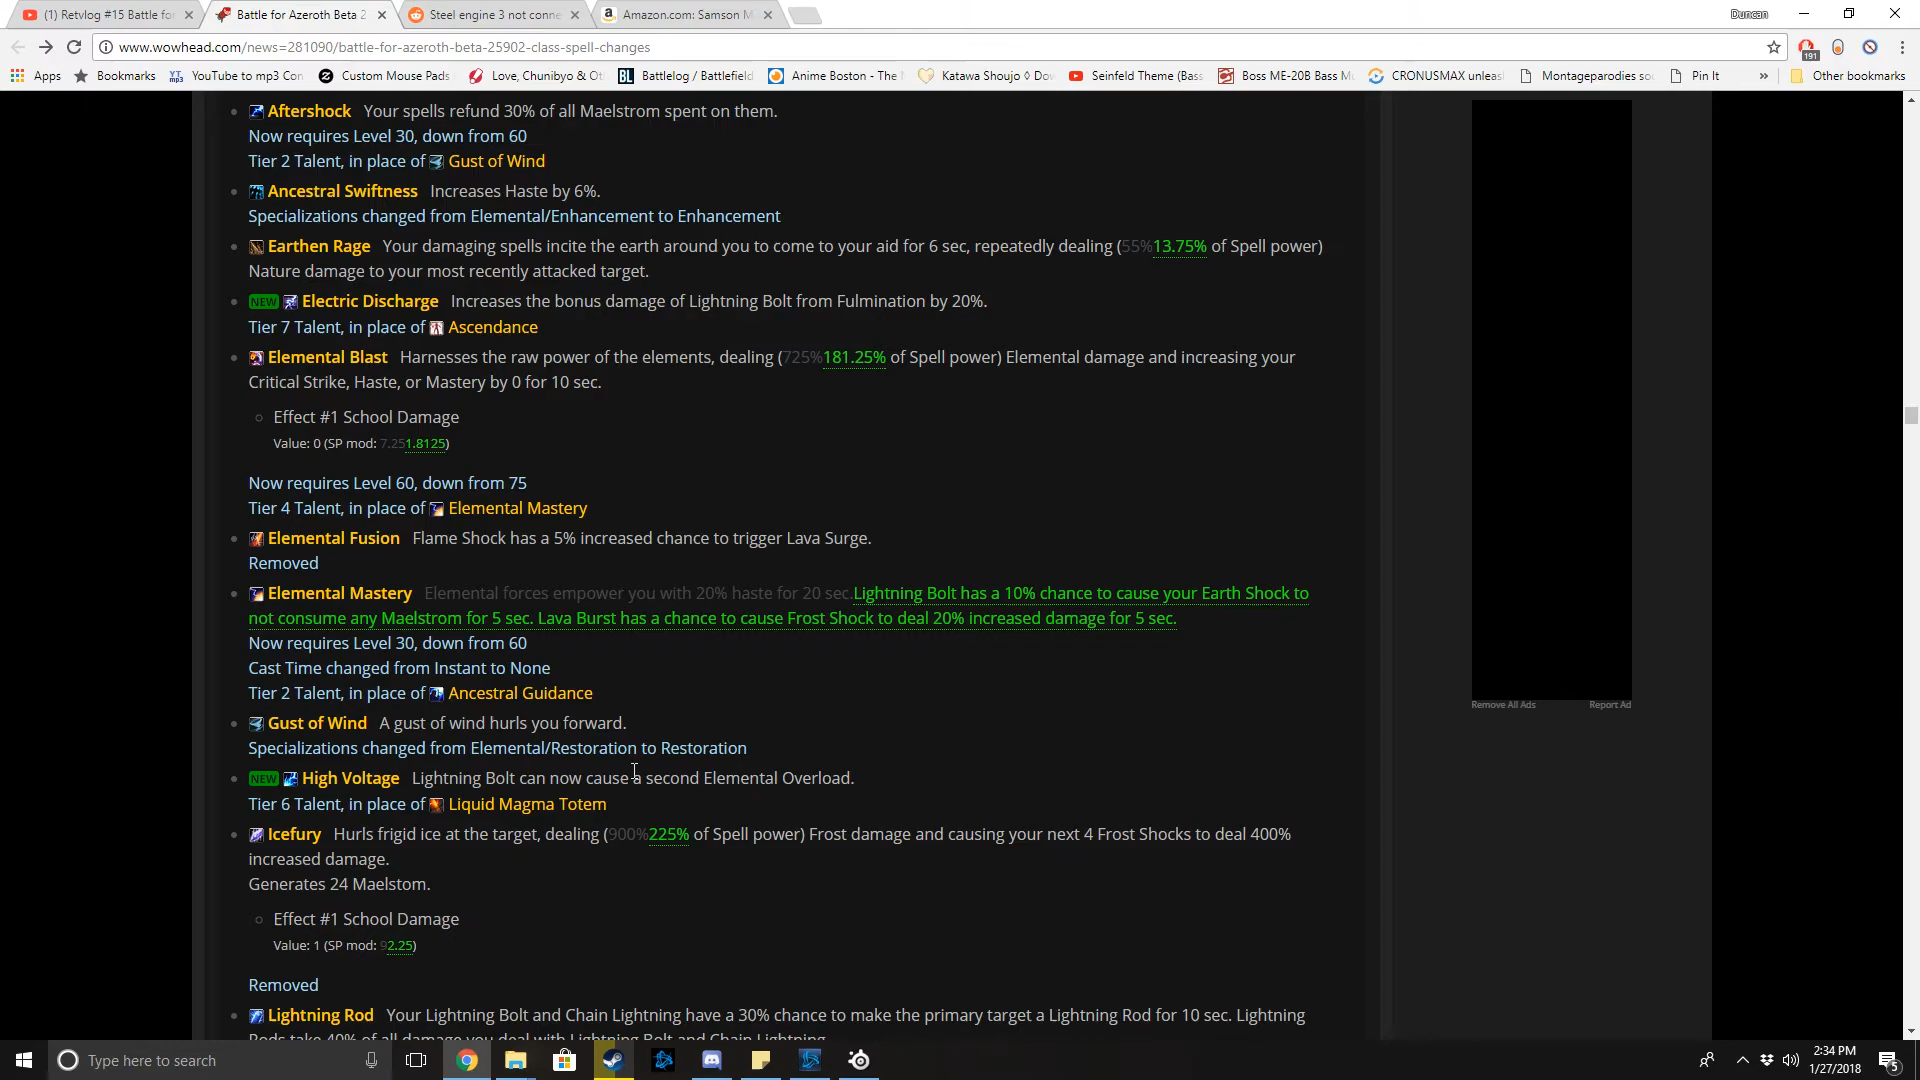 (1) Retvlog #15 Battle for
Battle for Azeroth Beta 2
Steel engine 3 not conne
Amazon.com: Samson M
Duncan
www.wowhead.com/news=281090/battle-for-azeroth-beta-25902-class-spell-changes
191
Apps
Bookmarks
YouTube to mp3 Con
Custom Mouse Pads
Love, Chunibyo & Ot
Battlelog / Battlefield
Anime Boston - The
Katawa Shoujo ◊ Dow
Seinfeld Theme (Bass
Boss ME-20B Bass Mu
CRONUSMAX unleas
Montageparodies so
Pin It
»
Other bookmarks
Aftershock Your spells refund 30% of all Maelstrom spent on them.
Now requires Level 30, down from 60
Tier 2 Talent, in place of Gust of Wind
Ancestral Swiftness Increases Haste by 6%.
Specializations changed from Elemental/Enhancement to Enhancement
Earthen Rage Your damaging spells incite the earth around you to come to your aid for 6 sec, repeatedly dealing (55%13.75% of Spell power)
Nature damage to your most recently attacked target.
NEW Electric Discharge Increases the bonus damage of Lightning Bolt from Fulmination by 20%.
Tier 7 Talent, in place of Ascendance
Elemental Blast Harnesses the raw power of the elements, dealing (725%181.25% of Spell power) Elemental damage and increasing your
Critical Strike, Haste, or Mastery by 0 for 10 sec.
Effect #1 School Damage
Value: 0 (SP mod: 7.251.8125)
Now requires Level 60, down from 75
Tier 4 Talent, in place of Elemental Mastery
Elemental Fusion Flame Shock has a 5% increased chance to trigger Lava Surge.
Removed
Elemental Mastery Elemental forces empower you with 20% haste for 20 sec.Lightning Bolt has a 10% chance to cause your Earth Shock to
not consume any Maelstrom for 5 sec. Lava Burst has a chance to cause Frost Shock to deal 20% increased damage for 5 sec.
Now requires Level 30, down from 60
Cast Time changed from Instant to None
Tier 2 Talent, in place of Ancestral Guidance
Gust of Wind A gust of wind hurls you forward.
Specializations changed from Elemental/Restoration to Restoration
NEW High Voltage Lightning Bolt can now cause a second Elemental Overload.
Tier 6 Talent, in place of Liquid Magma Totem
Icefury Hurls frigid ice at the target, dealing (900%225% of Spell power) Frost damage and causing your next 4 Frost Shocks to deal 400%
increased damage.
Generates 24 Maelstom.
Effect #1 School Damage
Value: 1 (SP mod: 92.25)
Removed
Lightning Rod Your Lightning Bolt and Chain Lightning have a 30% chance to make the primary target a Lightning Rod for 10 sec. Lightning
Rods take 40% of all damage you deal with Lightning Bolt and Chain Lightning.
Remove All Ads
Report Ad
Type here to search
2:34 PM
1/27/2018
5